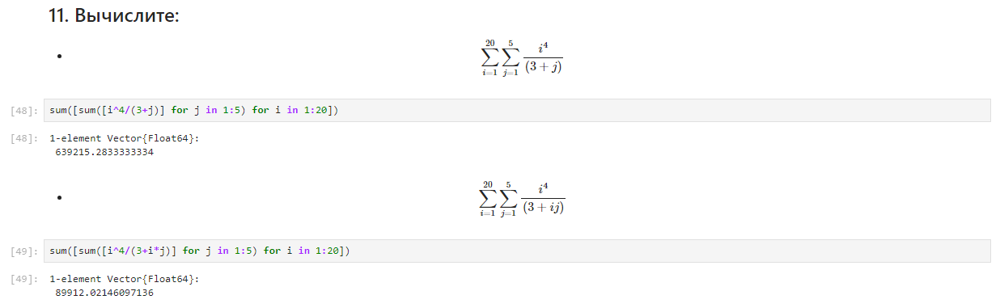 11. Вычислите:
• $\sum_{i=1}^{20} \sum_{j=1}^{5} \frac{i^4}{(3+j)}$
[48]: sum([sum([i^4/(3+j)] for j in 1:5) for i in 1:20])
[48]: 1-element Vector{Float64}:
639215.2833333334
• $\sum_{i=1}^{20} \sum_{j=1}^{5} \frac{i^4}{(3+ij)}$
[49]: sum([sum([i^4/(3+i*j)] for j in 1:5) for i in 1:20])
[49]: 1-element Vector{Float64}:
89912.02146097136